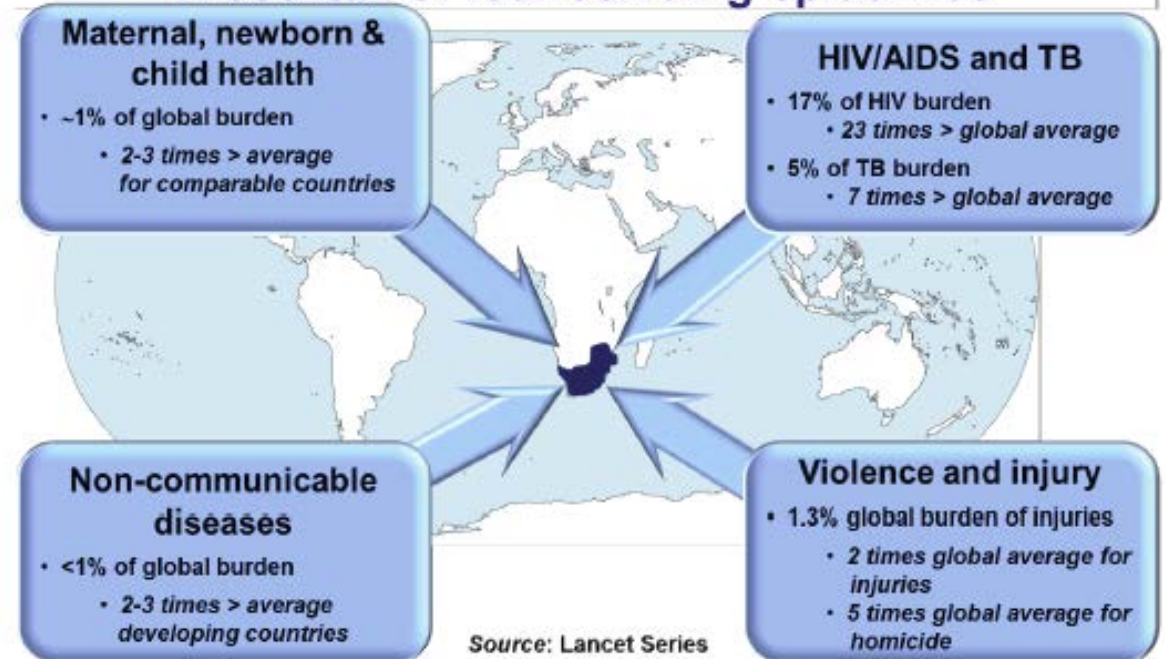 Maternal, newborn &
child health
• ~1% of global burden
• 2-3 times > average
for comparable countries
HIV/AIDS and TB
• 17% of HIV burden
• 23 times > global average
• 5% of TB burden
• 7 times > global average
Non-communicable
diseases
• <1% of global burden
• 2-3 times > average
developing countries
Violence and injury
• 1.3% global burden of injuries
• 2 times global average for
injuries
• 5 times global average for
homicide
Source: Lancet Series